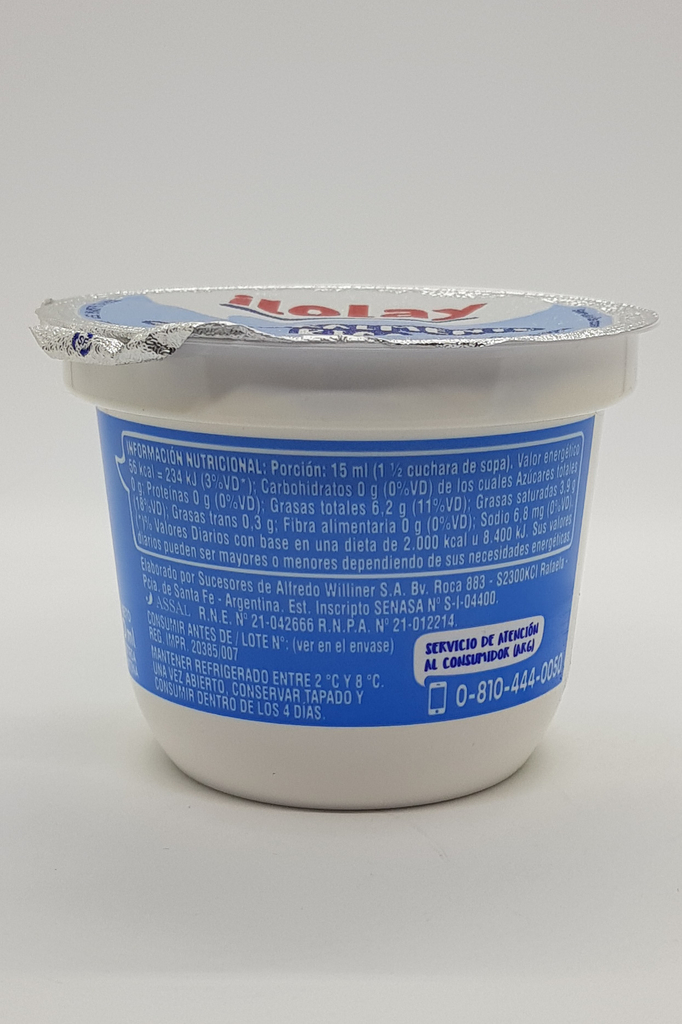 ilolay
INFORMACIÓN NUTRICIONAL: Porción: 15 ml (1 ½ cuchara de sopa). Valor energético
56 kcal = 234 kJ (3%VD*); Carbohidratos 0 g (0%VD) de los cuales Azúcares totales
0 g; Proteínas 0 g (0%VD); Grasas totales 6,2 g (11%VD); Grasas saturadas 3,9 g
(18%VD); Grasas trans 0,3 g; Fibra alimentaria 0 g (0%VD); Sodio 6,8 mg (0%VD).
*% Valores Diarios con base en una dieta de 2.000 kcal u 8.400 kJ. Sus valores
diarios pueden ser mayores o menores dependiendo de sus necesidades energéticas.
Elaborado por Sucesores de Alfredo Williner S.A. Bv. Roca 883 - S2300KCI Rafaela -
Pcia. de Santa Fe - Argentina. Est. Inscripto SENASA Nº S-I-04400.
ASSAL R.N.E. Nº 21-042666 R.N.P.A. Nº 21-012214.
CONSUMIR ANTES DE / LOTE Nº: (ver en el envase)
REG. IMPR. 20385/007
MANTENER REFRIGERADO ENTRE 2 °C Y 8 °C.
UNA VEZ ABIERTO, CONSERVAR TAPADO Y
CONSUMIR DENTRO DE LOS 4 DÍAS.
SERVICIO DE ATENCIÓN
AL CONSUMIDOR (ARG)
0-810-444-0050